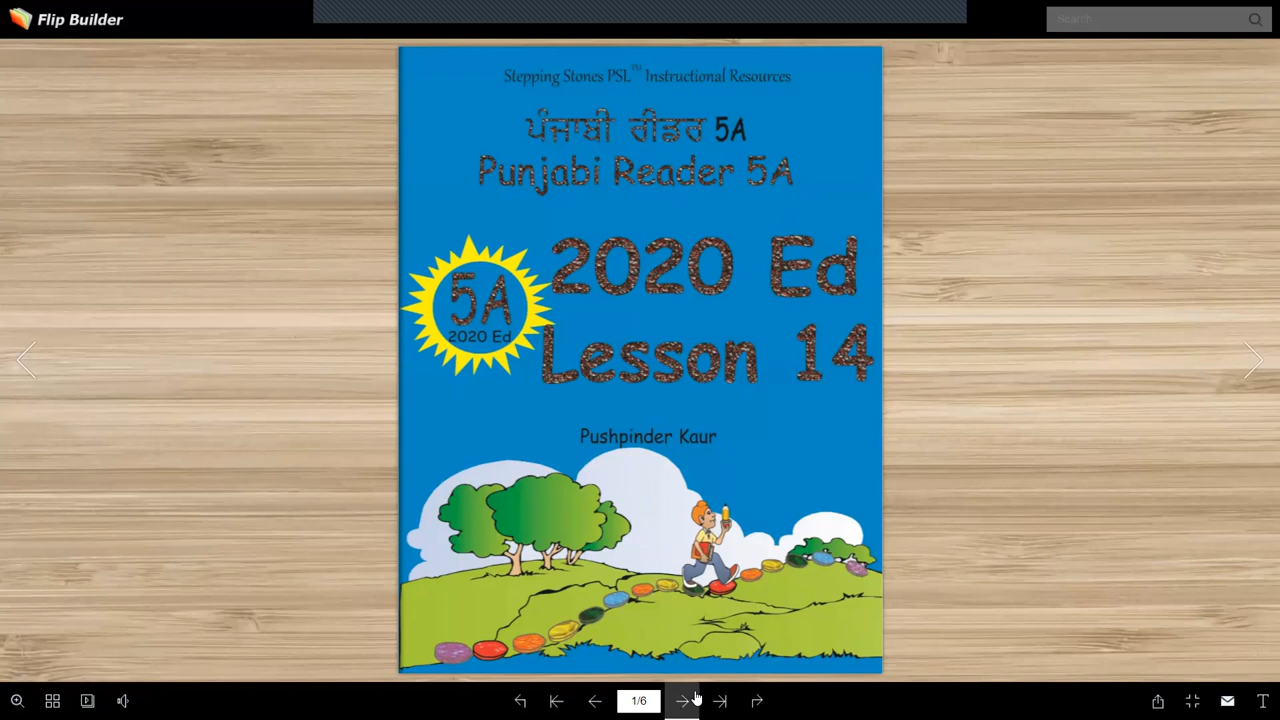 Flip Builder
Search
Stepping Stones PSL™ Instructional Resources
ਪੰਜਾਬੀ ਰੀਡਰ 5A
Punjabi Reader 5A
2020 Ed
5A
2020 Ed
Lesson 14
Pushpinder Kaur
1/6